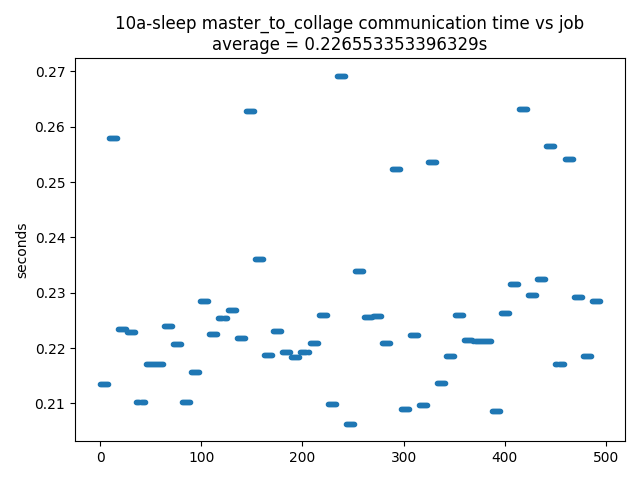 10a-sleep master_to_collage communication time vs job
average = 0.226553353396329s
0.27
0.26
0.25
0.24
0.23
0.22
0.21
seconds
0 100 200 300 400 500